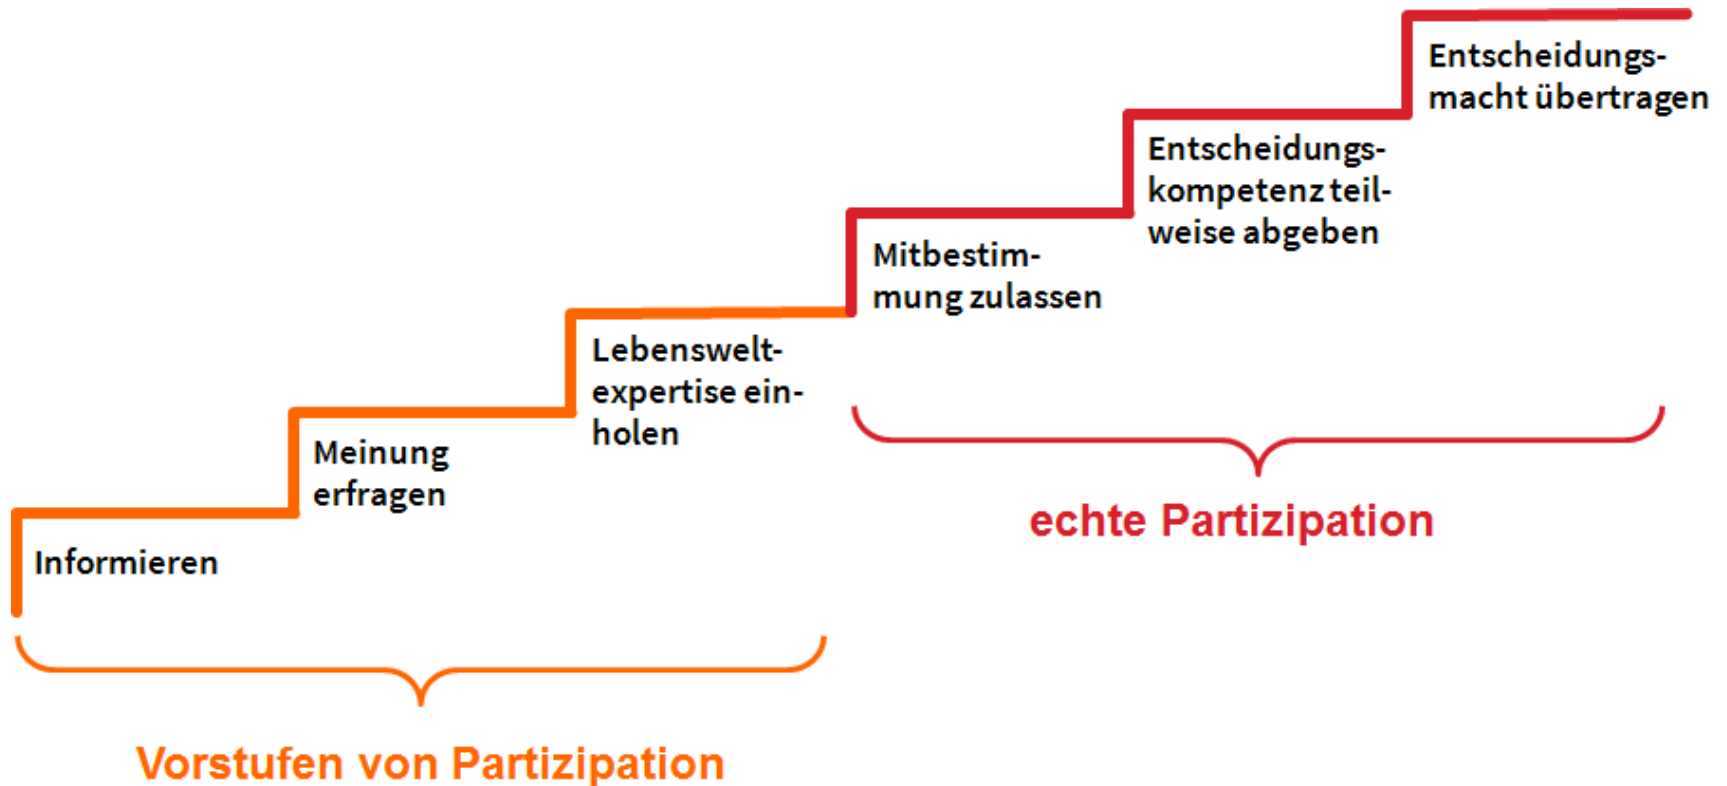 Informieren
Meinung
erfragen
Lebenswelt-
expertise ein-
holen
Mitbestim-
mung zulassen
Entscheidungs-
kompetenz teil-
weise abgeben
Entscheidungs-
macht übertragen
Vorstufen von Partizipation
echte Partizipation